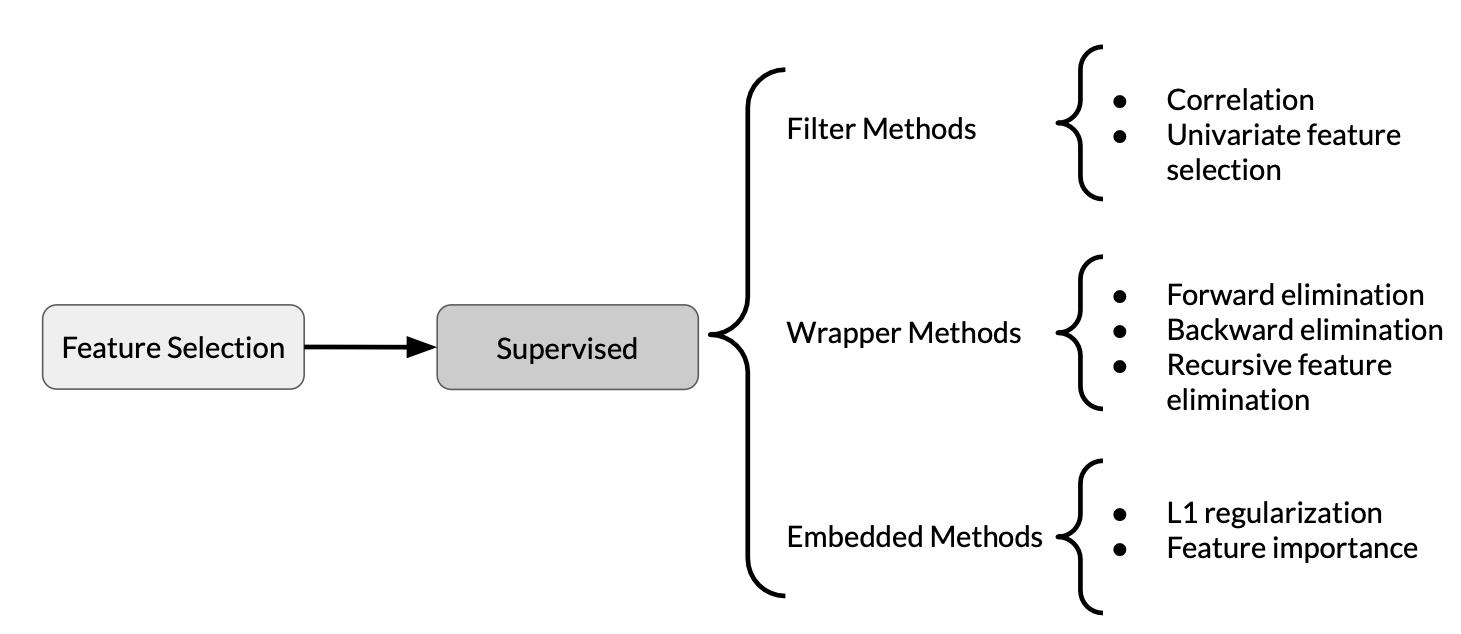 Feature Selection
Supervised
Filter Methods
● Correlation
● Univariate feature
selection
Wrapper Methods
● Forward elimination
● Backward elimination
● Recursive feature
elimination
Embedded Methods
● L1 regularization
● Feature importance